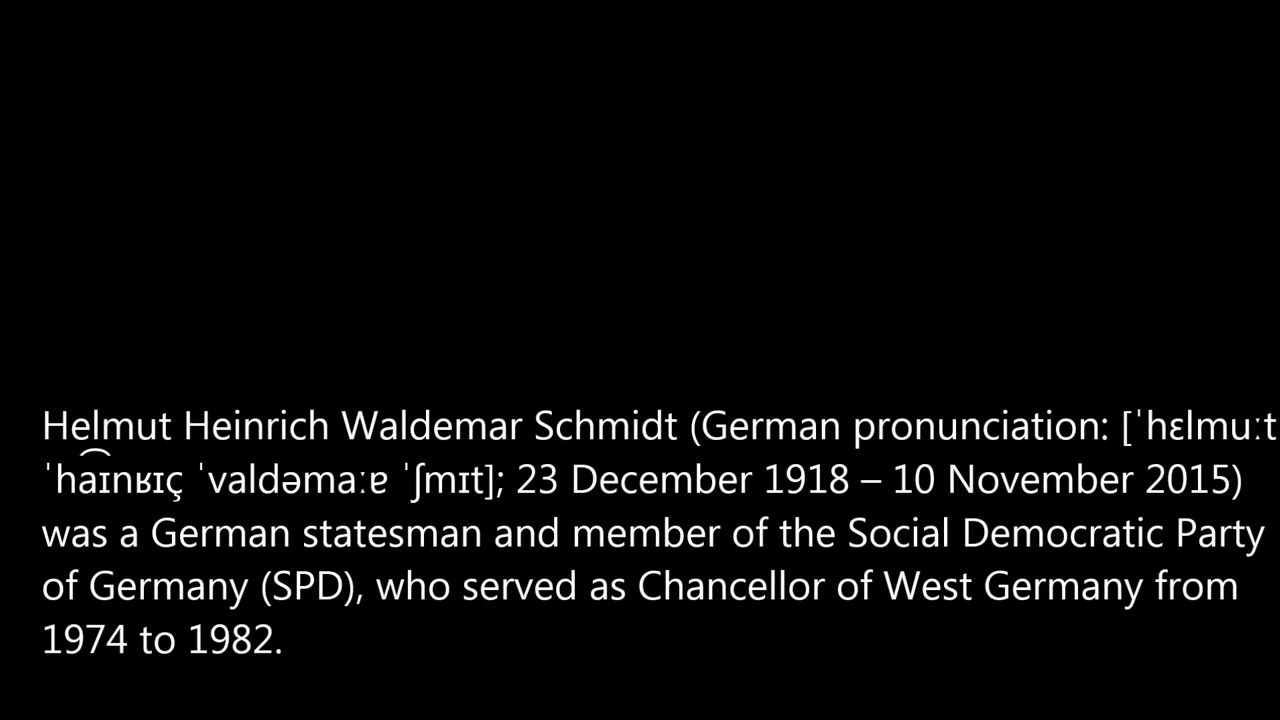 Helmut Heinrich Waldemar Schmidt (German pronunciation: [ˈhɛlmuːt
ˈha͡ɪnʁɪç ˈvaldəmaːɐ ˈʃmɪt]; 23 December 1918 – 10 November 2015)
was a German statesman and member of the Social Democratic Party
of Germany (SPD), who served as Chancellor of West Germany from
1974 to 1982.